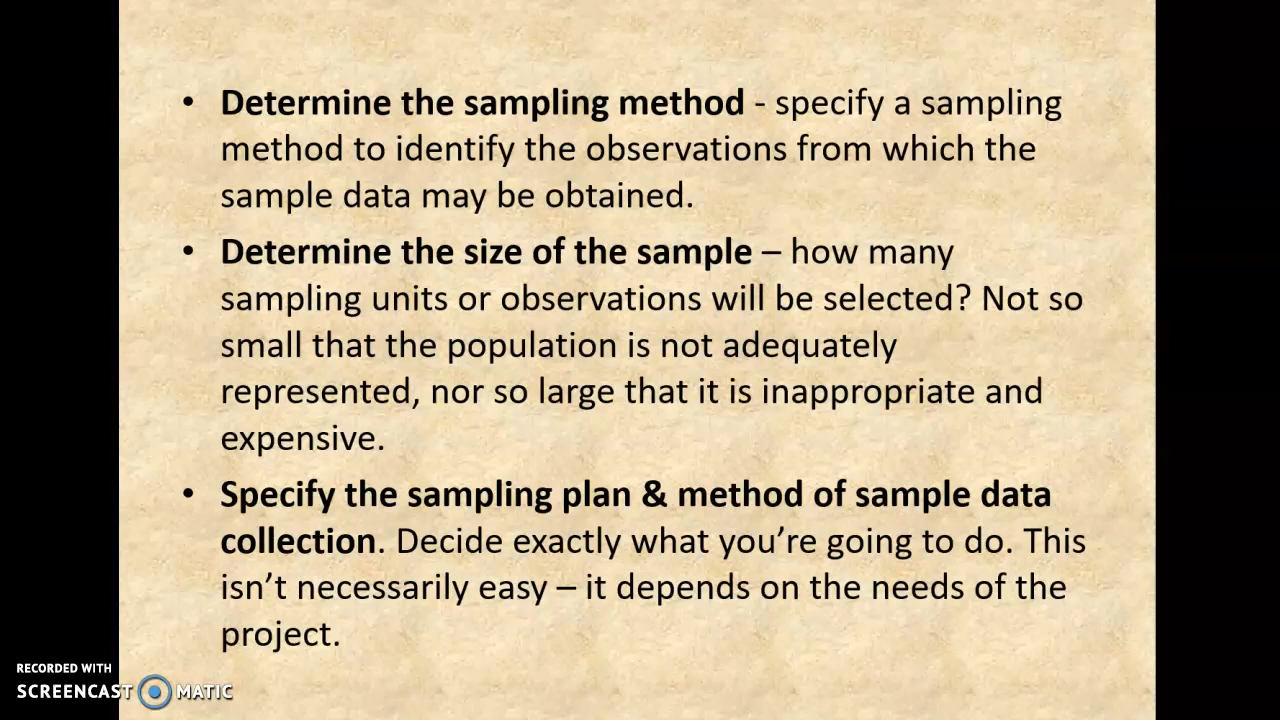 • Determine the sampling method - specify a sampling
method to identify the observations from which the
sample data may be obtained.
• Determine the size of the sample – how many
sampling units or observations will be selected? Not so
small that the population is not adequately
represented, nor so large that it is inappropriate and
expensive.
• Specify the sampling plan & method of sample data
collection. Decide exactly what you’re going to do. This
isn’t necessarily easy – it depends on the needs of the
project.
RECORDED WITH
SCREENCAST MATIC